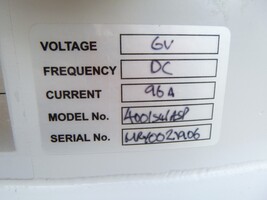 VOLTAGE 6V
FREQUENCY DC
CURRENT 96A
MODEL No.
SERIAL No.